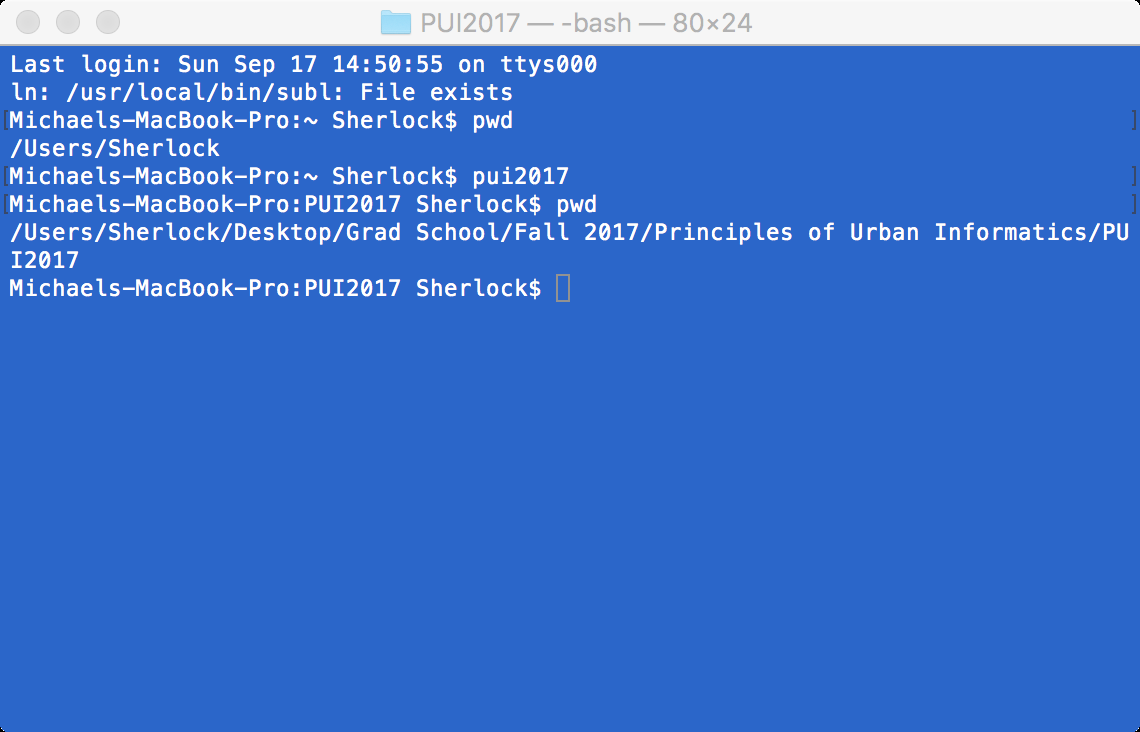 PUI2017 — -bash — 80×24
Last login: Sun Sep 17 14:50:55 on ttys000
ln: /usr/local/bin/subl: File exists
[Michaels-MacBook-Pro:~ Sherlock$ pwd ]
/Users/Sherlock
[Michaels-MacBook-Pro:~ Sherlock$ pui2017 ]
[Michaels-MacBook-Pro:PUI2017 Sherlock$ pwd ]
/Users/Sherlock/Desktop/Grad School/Fall 2017/Principles of Urban Informatics/PU
I2017
Michaels-MacBook-Pro:PUI2017 Sherlock$